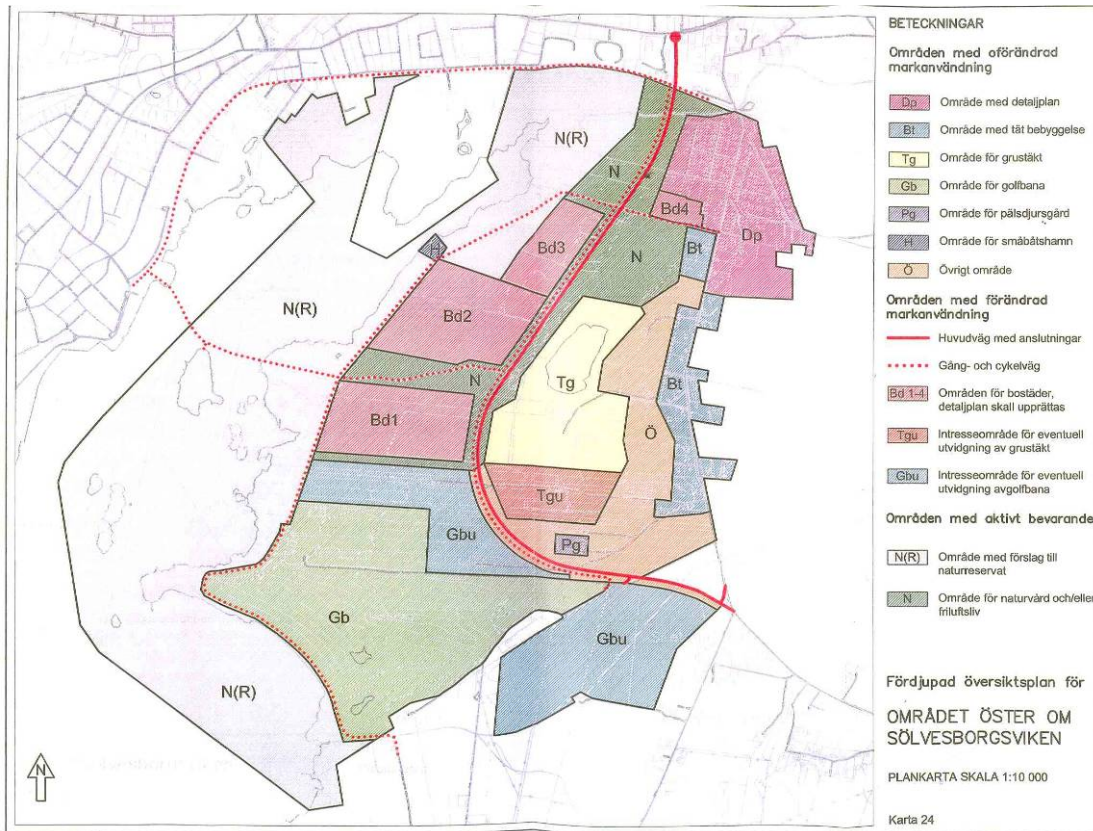 BETECKNINGAR
Områden med oförändrad
markanvändning
Dp Område med detaljplan
Bt Område med tät bebyggelse
Tg Område för grustäkt
Gb Område för golfbana
Pg Område för pälsdjursgård
H Område för småbåtshamn
Ö Övrigt område
Områden med förändrad
markanvändning
Huvudväg med anslutningar
Gång- och cykelväg
Bd 1-4 Områden för bostäder,
detaljplan skall upprättas
Tgu Intresseområde för eventuell
utvidgning av grustäkt
Gbu Intresseområde för eventuell
utvidgning avgolfbana
Områden med aktivt bevarande
N(R) Område med förslag till
naturreservat
N Område för naturvård och/eller
friluftsliv
Fördjupad översiktsplan för
OMRÅDET ÖSTER OM
SÖLVESBORGSVIKEN
PLANKARTA SKALA 1:10 000
Karta 24
N(R)
N
Bd4
Dp
Bd3
N
Bt
H
N(R)
Bd2
Tg
N
Bt
Bd1
Ö
Tgu
Gbu
Pg
Gb
Gbu
N(R)
N